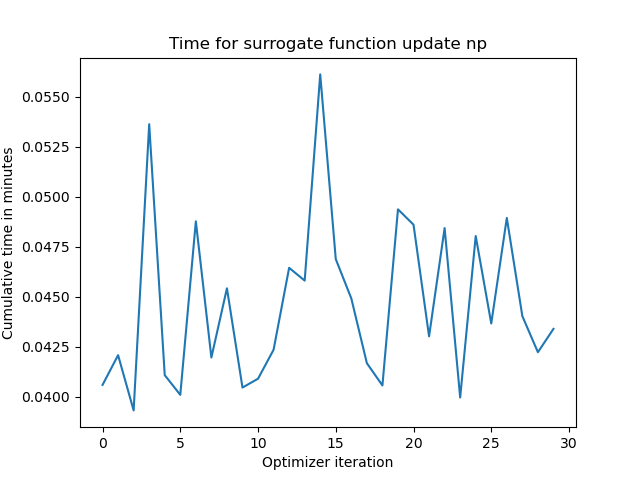 Time for surrogate function update np
Cumulative time in minutes
0.0550
0.0525
0.0500
0.0475
0.0450
0.0425
0.0400
0 5 10 15 20 25 30
Optimizer iteration